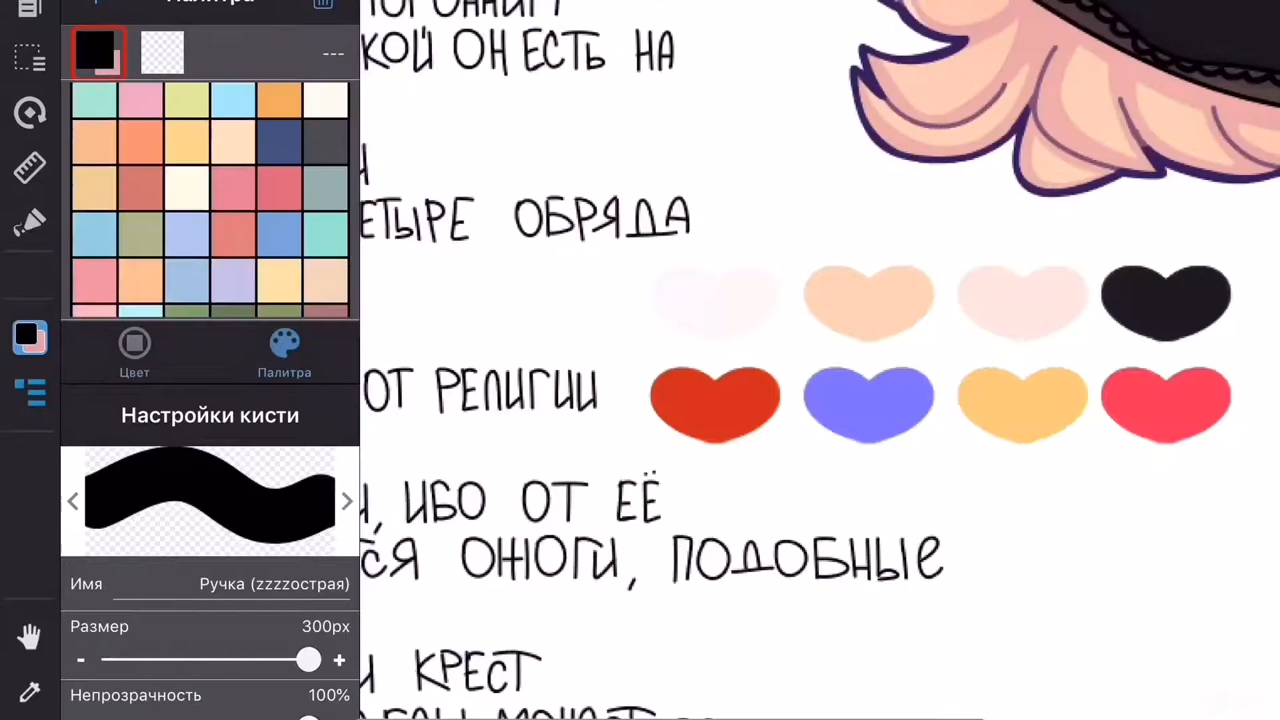 Палитра
КОЙ ОН ЕСТЬ НА
ЕТЫРЕ ОБРЯДА
ОТ РЕЛИГИИ
, ИБО ОТ ЕЁ
СЯ ОЖОГИ, ПОДОБНЫЕ
КРЕСТ
---
Цвет
Палитра
Настройки кисти
Имя
Ручка (zzzzострая)
Размер
300px
Непрозрачность
100%